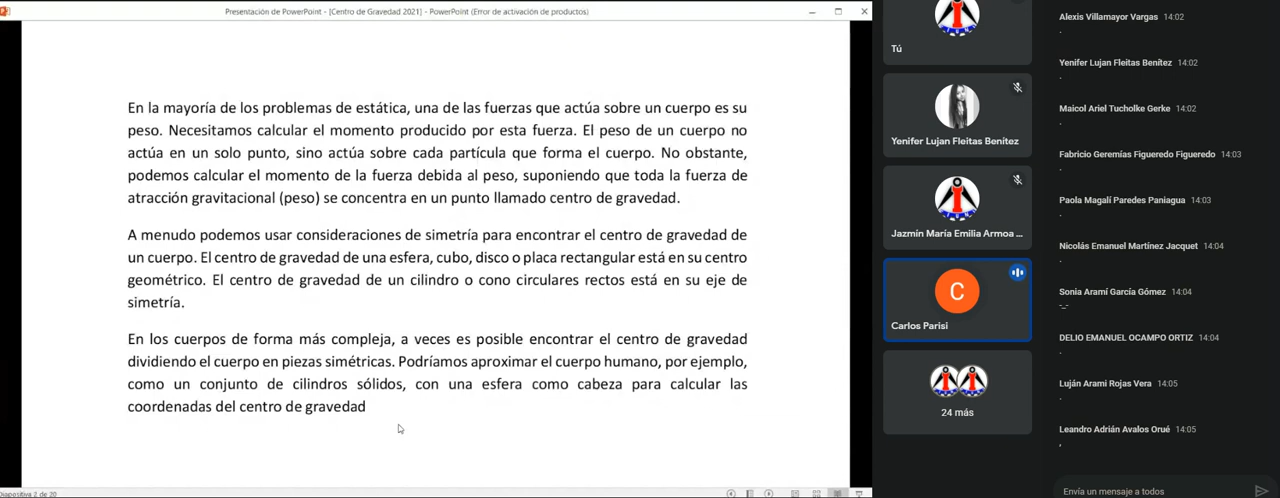 Presentación de PowerPoint - [Centro de Gravedad 2021] - PowerPoint (Error de activación de productos)
En la mayoría de los problemas de estática, una de las fuerzas que actúa sobre un cuerpo es su
peso. Necesitamos calcular el momento producido por esta fuerza. El peso de un cuerpo no
actúa en un solo punto, sino actúa sobre cada partícula que forma el cuerpo. No obstante,
podemos calcular el momento de la fuerza debida al peso, suponiendo que toda la fuerza de
atracción gravitacional (peso) se concentra en un punto llamado centro de gravedad.
A menudo podemos usar consideraciones de simetría para encontrar el centro de gravedad de
un cuerpo. El centro de gravedad de una esfera, cubo, disco o placa rectangular está en su centro
geométrico. El centro de gravedad de un cilindro o cono circulares rectos está en su eje de
simetría.
En los cuerpos de forma más compleja, a veces es posible encontrar el centro de gravedad
dividiendo el cuerpo en piezas simétricas. Podríamos aproximar el cuerpo humano, por ejemplo,
como un conjunto de cilindros sólidos, con una esfera como cabeza para calcular las
coordenadas del centro de gravedad
Diapositiva 2 de 20
Tú
Yenifer Lujan Fleitas Benítez
Jazmín María Emilia Armoa ...
C
Carlos Parisi
24 más
Alexis Villamayor Vargas 14:02
.
Yenifer Lujan Fleitas Benítez 14:02
.
Maicol Ariel Tucholke Gerke 14:02
.
Fabricio Geremías Figueredo Figueredo 14:03
.
Paola Magalí Paredes Paniagua 14:03
.
Nicolás Emanuel Martínez Jacquet 14:04
.
Sonia Aramí García Gómez 14:04
-_-
DELIO EMANUEL OCAMPO ORTIZ 14:04
.
Luján Arami Rojas Vera 14:05
.
Leandro Adrián Avalos Orué 14:05
,
Envía un mensaje a todos